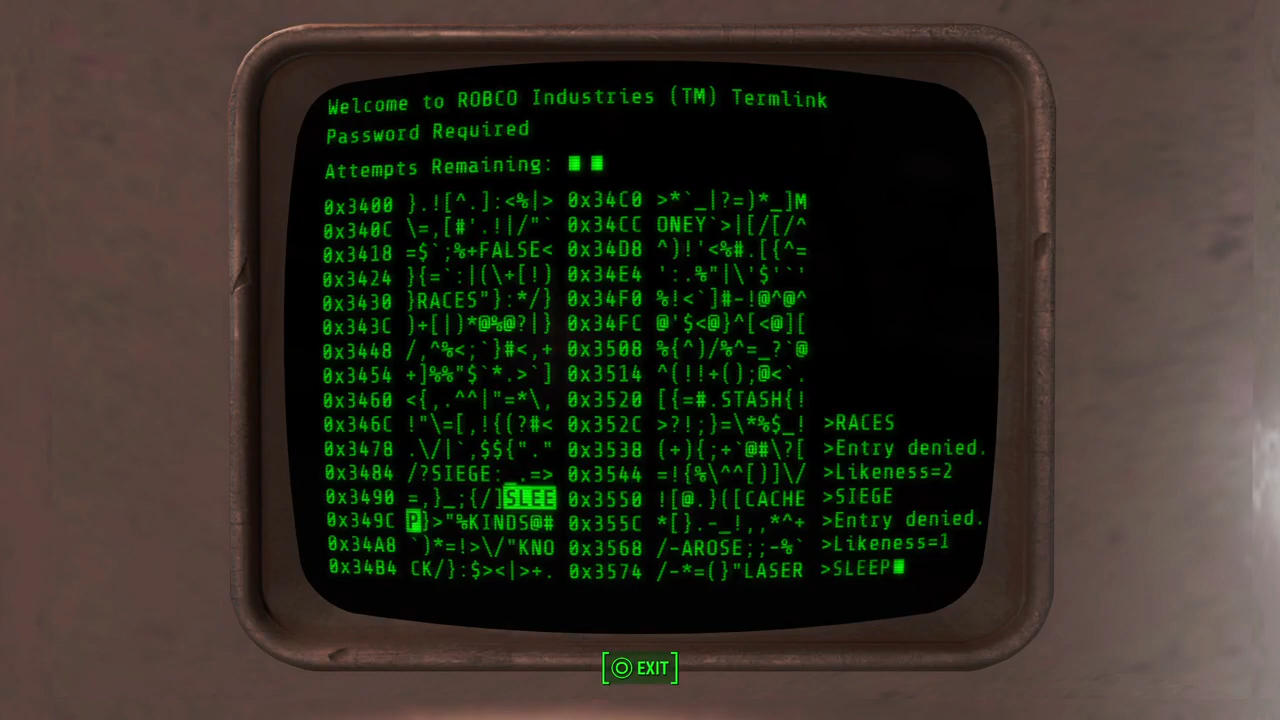 Welcome to ROBCO Industries (TM) Termlink
Password Required
Attempts Remaining: ■ ■
0x3400 }.![^.]:<%|> 0x34C0 >*`_|?=)*_]M
0x340C \=,[#'.!|/"` 0x34CC ONEY`>|[/[/^
0x3418 =$`;%+FALSE< 0x34D8 ^)!'<%#.[{^=
0x3424 }{=`:|(\+[!) 0x34E4 ':.%"|\'$'`'
0x3430 }RACES"}:*/} 0x34F0 %!<`]#-!@^@^
0x343C )+[|)*@%@?|} 0x34FC @'$<@}^[<@][
0x3448 /,^%<;`}#<,+ 0x3508 %{^)/%^=_?`@
0x3454 +]%%"$`*.>`] 0x3514 ^(!!+();@<`.
0x3460 <{,.^^|"=*\, 0x3520 [{=#.STASH{!
0x346C !"\=[,!{(?#< 0x352C >?!;}=\*%$_! >RACES
0x3478 .\/|`,$${"." 0x3538 (+){;+`@#\?[ >Entry denied.
0x3484 /?SIEGE:_,=> 0x3544 =!{%\^^[)]\/ >Likeness=2
0x3490 =,}_;{/]SLEE 0x3550 ![@.}([CACHE >SIEGE
0x349C P}>"%KINDS@# 0x355C *[}.-_!,,*^+ >Entry denied.
0x34A8 `)*=!>\/"KNO 0x3568 /-AROSE;;-%` >Likeness=1
0x34B4 CK/}:$><|>+. 0x3574 /-*=(}"LASER >SLEEP■
EXIT